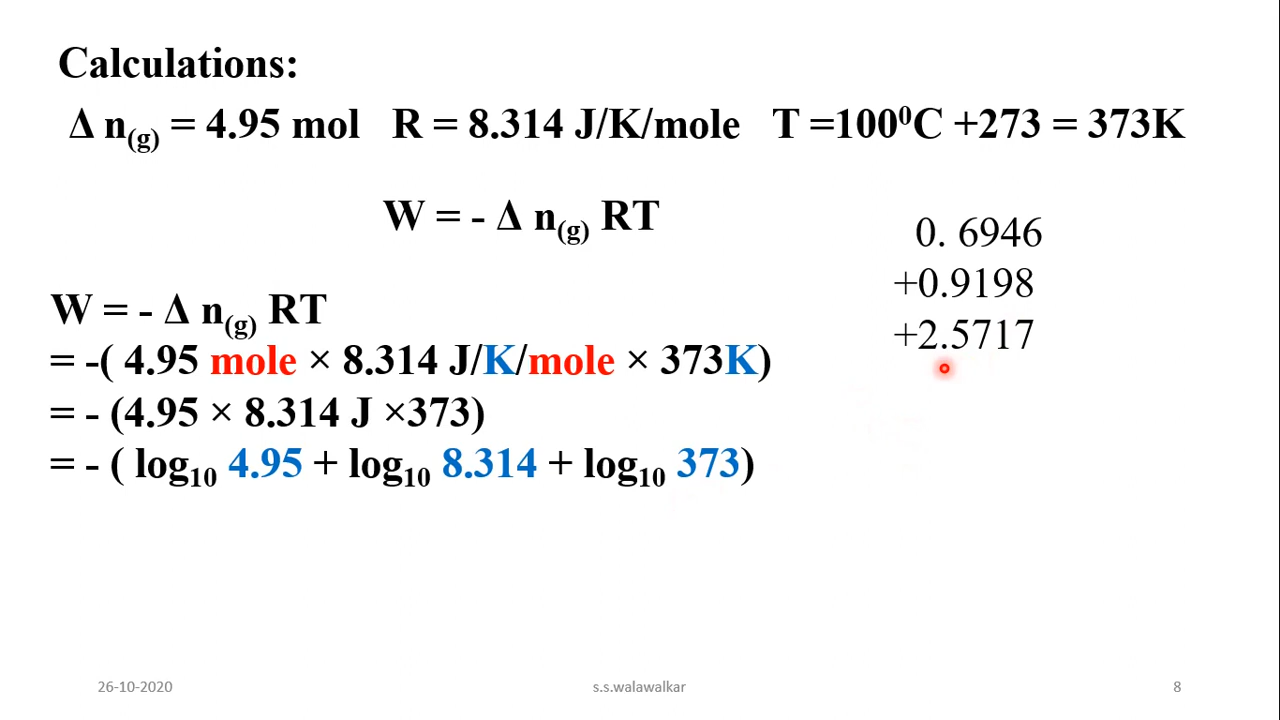 Calculations:
Δ n(g) = 4.95 mol R = 8.314 J/K/mole T =100⁰C +273 = 373K
W = - Δ n(g) RT
0. 6946
+0.9198
+2.5717
W = - Δ n(g) RT
= -( 4.95 mole × 8.314 J/K/mole × 373K)
= - (4.95 × 8.314 J ×373)
= - ( log₁₀ 4.95 + log₁₀ 8.314 + log₁₀ 373)
26-10-2020
s.s.walawalkar
8